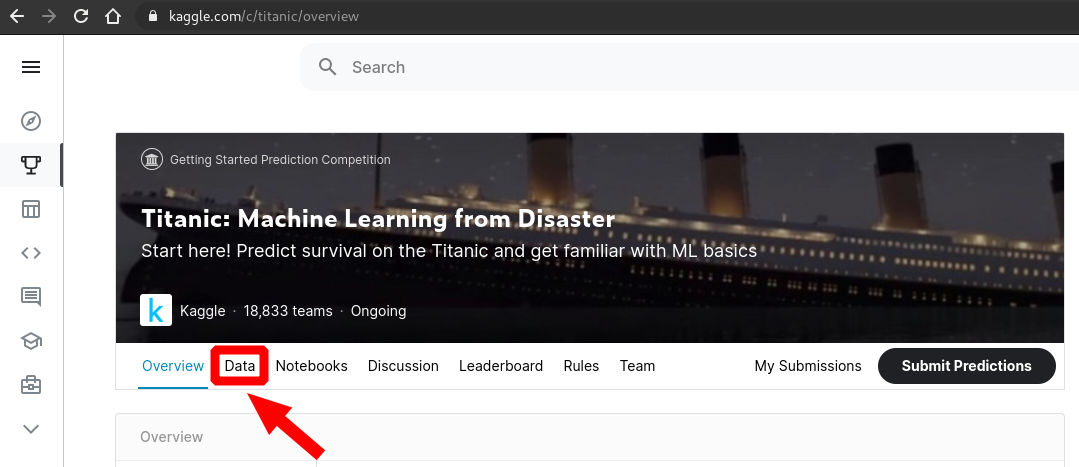 kaggle.com/c/titanic/overview
Search
Getting Started Prediction Competition
Titanic: Machine Learning from Disaster
Start here! Predict survival on the Titanic and get familiar with ML basics
k Kaggle · 18,833 teams · Ongoing
Overview Data Notebooks Discussion Leaderboard Rules Team My Submissions Submit Predictions
Overview